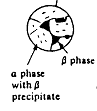 β phase
α phase
with β
precipitate